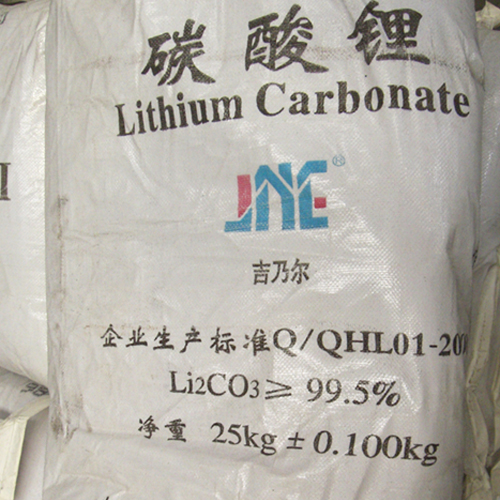 碳酸锂
Lithium Carbonate
JNE®
吉乃尔
企业生产标准Q/QHL01-200
Li2CO3≥ 99.5%
净重 25kg ± 0.100kg